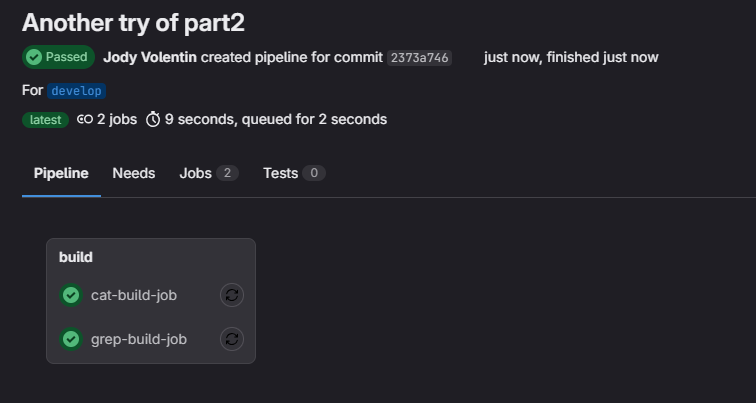 Another try of part2
Passed Jody Volentin created pipeline for commit 2373a746 just now, finished just now
For develop
latest 2 jobs 9 seconds, queued for 2 seconds
Pipeline Needs Jobs 2 Tests 0
build
cat-build-job
grep-build-job